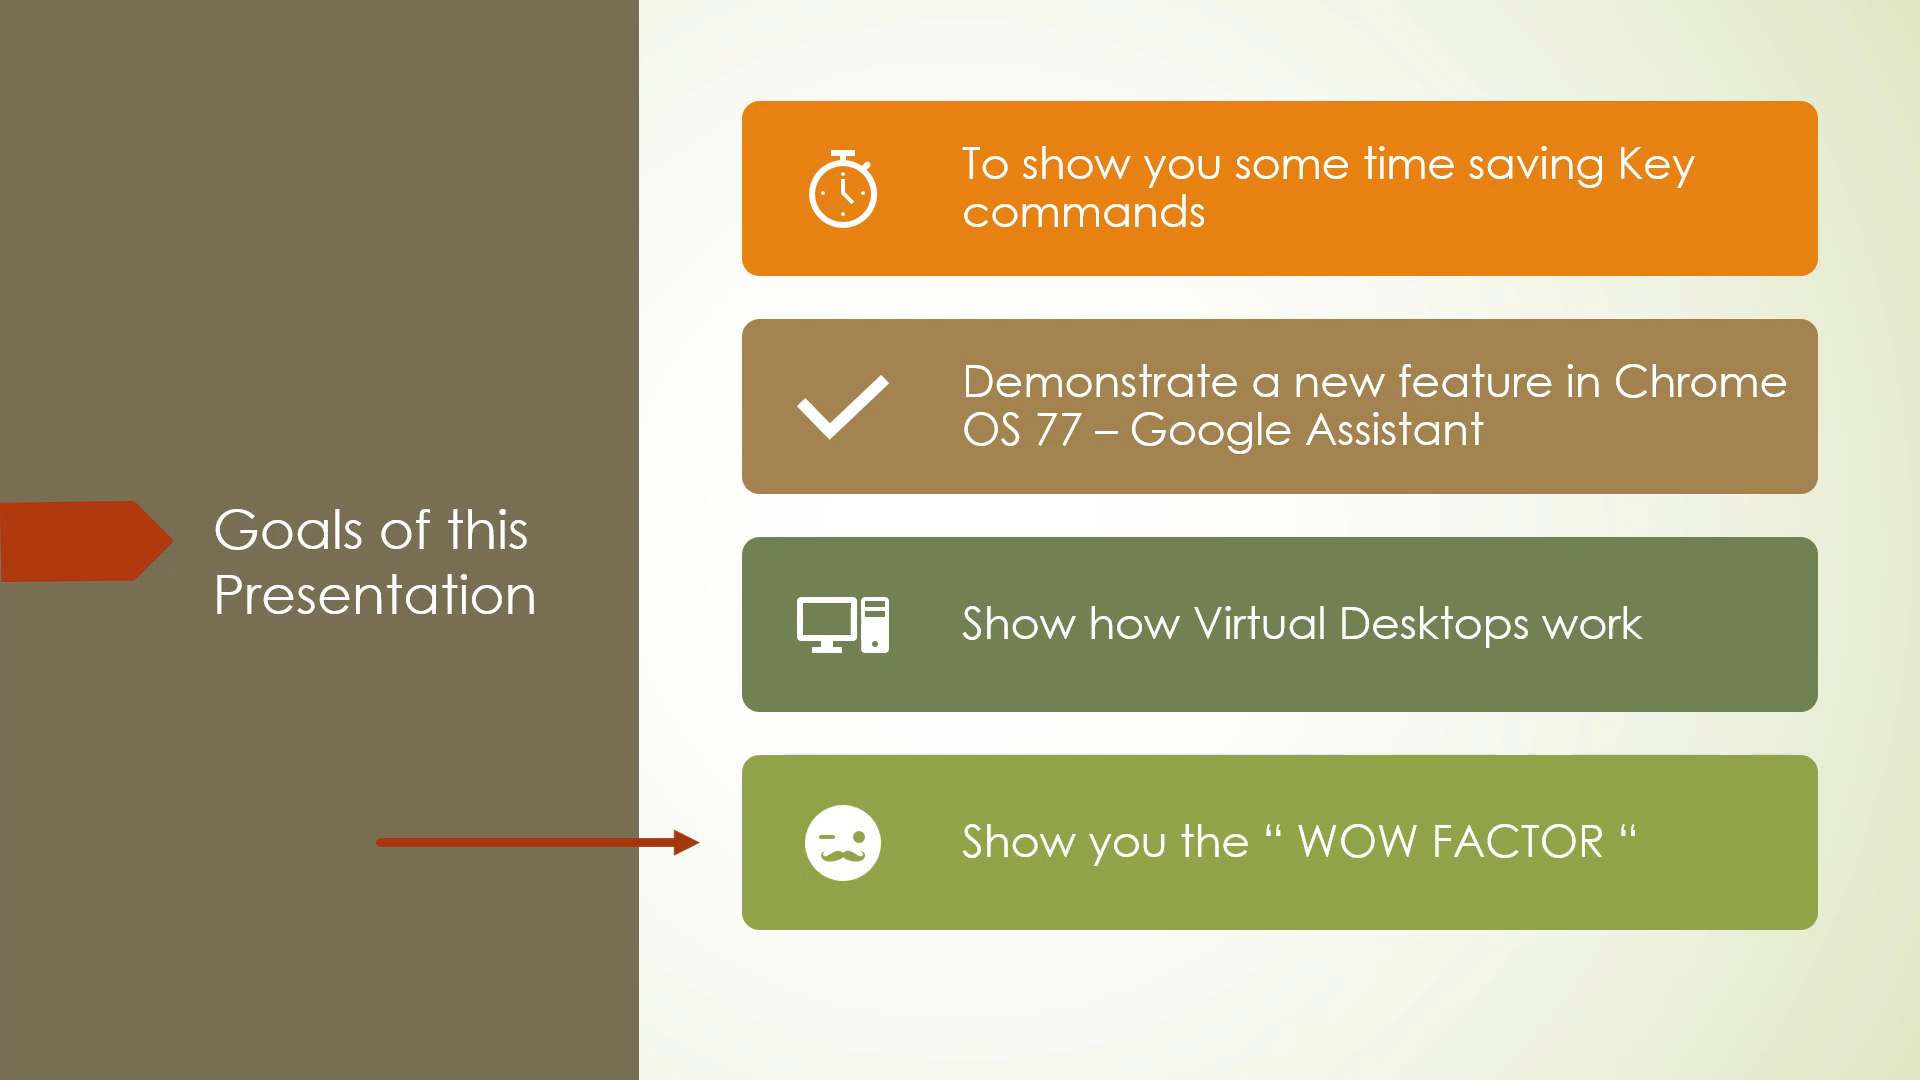 Goals of this
Presentation
To show you some time saving Key
commands
Demonstrate a new feature in Chrome
OS 77 – Google Assistant
Show how Virtual Desktops work
Show you the “ WOW FACTOR “